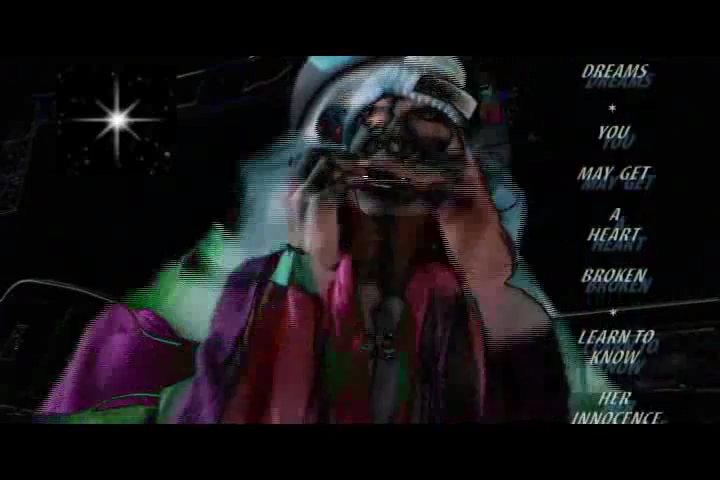 DREAMS
*
YOU
MAY GET
A
HEART
BROKEN
*
LEARN TO
KNOW
HER
INNOCENCE